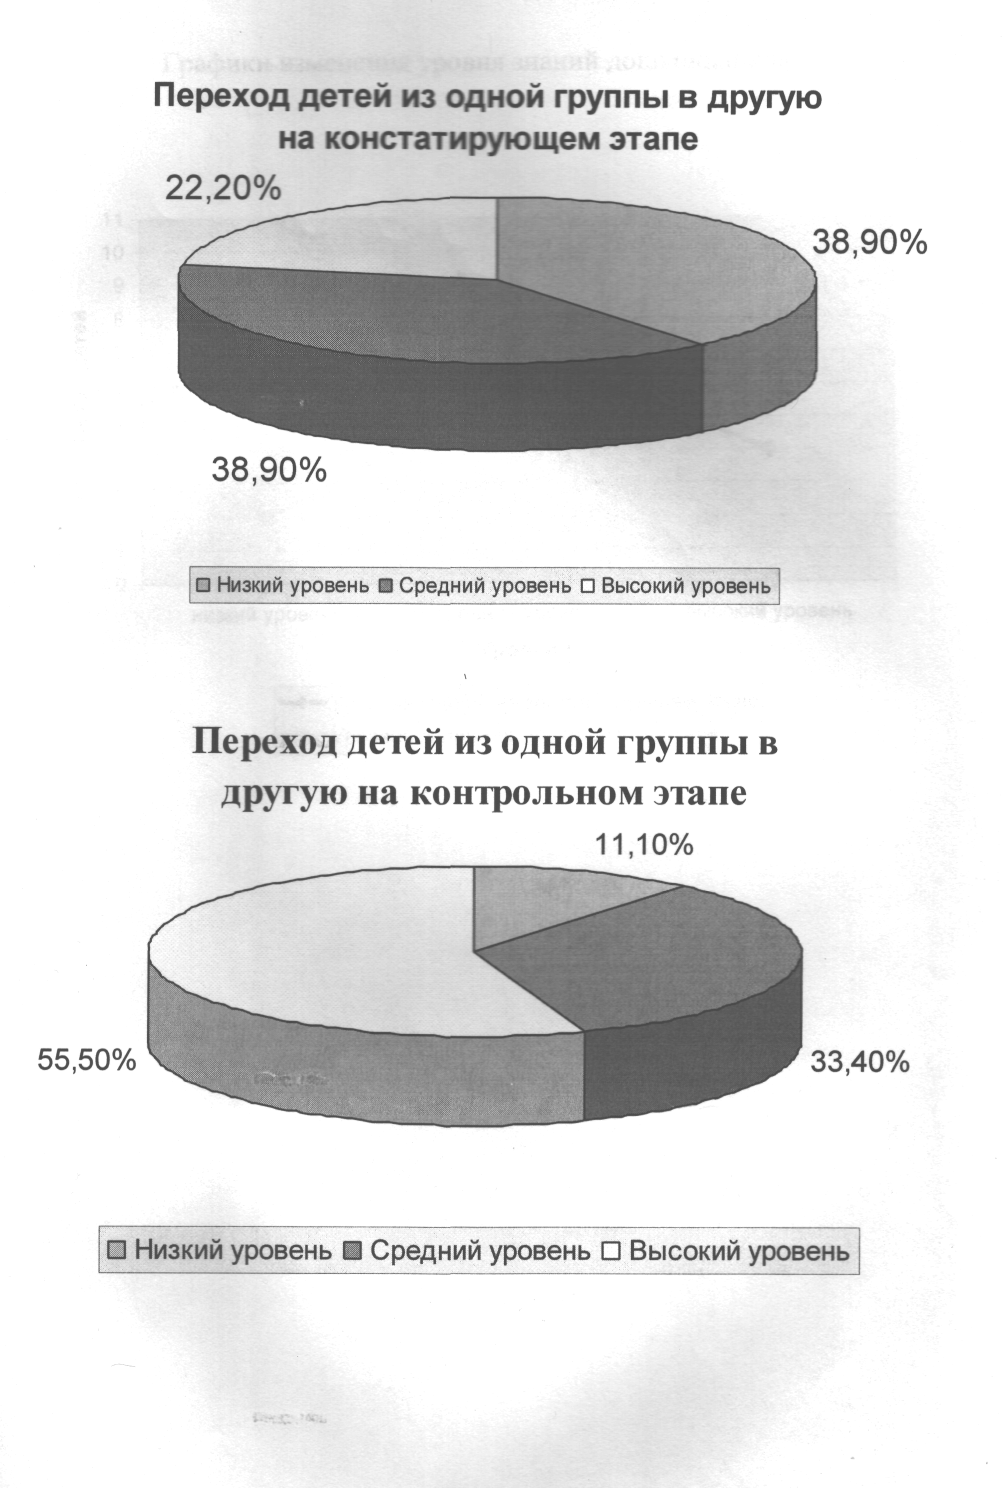 Переход детей из одной группы в другую
на констатирующем этапе
22,20%
38,90%
38,90%
Низкий уровень Средний уровень Высокий уровень
Переход детей из одной группы в
другую на контрольном этапе
11,10%
55,50%
33,40%
Низкий уровень Средний уровень Высокий уровень